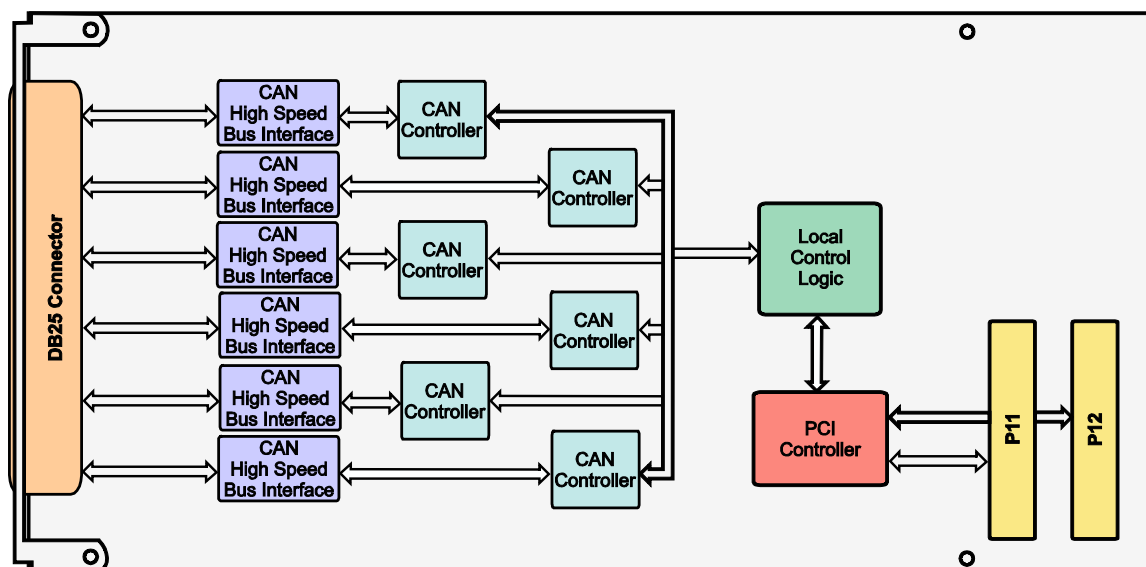 DB25 Connector
CAN
High Speed
Bus Interface
CAN
Controller
CAN
High Speed
Bus Interface
CAN
Controller
CAN
High Speed
Bus Interface
CAN
Controller
CAN
High Speed
Bus Interface
CAN
Controller
CAN
High Speed
Bus Interface
CAN
Controller
CAN
High Speed
Bus Interface
CAN
Controller
Local
Control
Logic
PCI
Controller
P11
P12